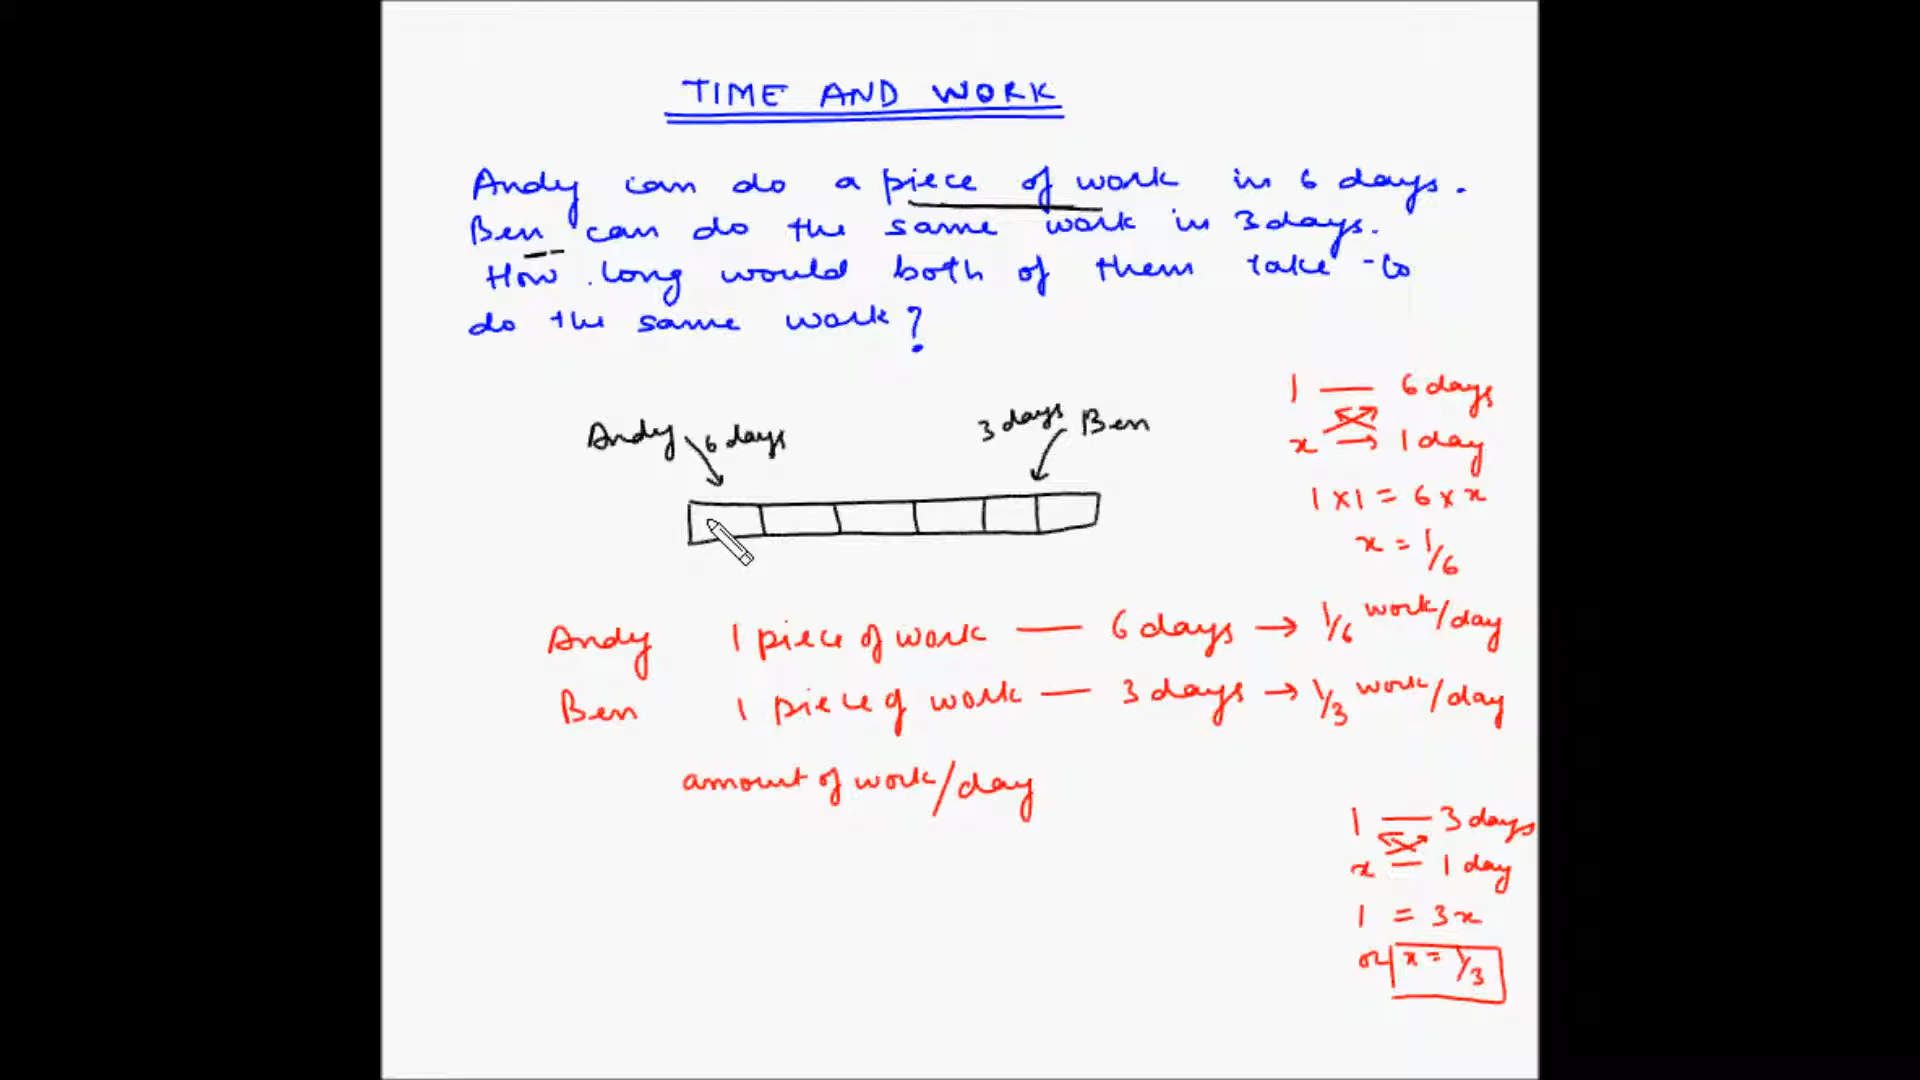 TIME AND WORK
Andy can do a piece of work in 6 days.
Ben can do the same work in 3 days.
How long would both of them take to
do the same work?
Andy 6 days
3 days Ben
1 — 6 days
x → 1 day
1 x 1 = 6 x x
x = 1/6
Andy 1 piece of work — 6 days → 1/6 work/day
Ben 1 piece of work — 3 days → 1/3 work/day
amount of work/day
1 — 3 days
x — 1 day
1 = 3x
or x = 1/3